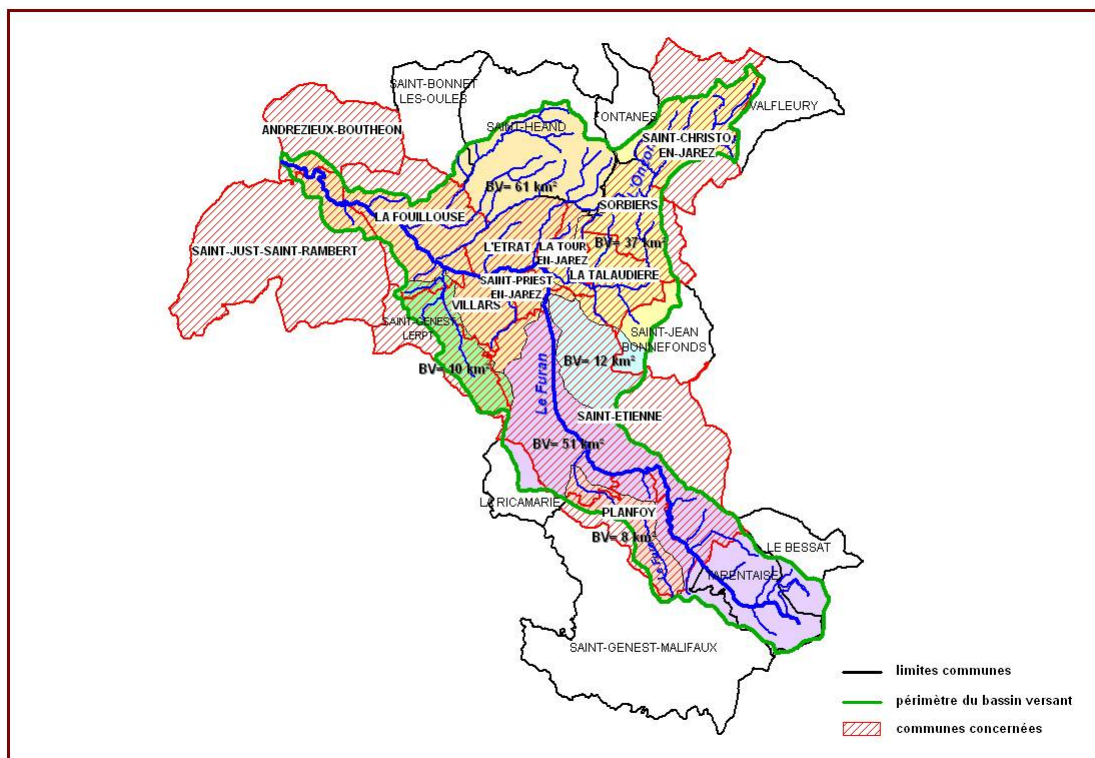 SAINT-BONNET
LES-OULES
VALFLEURY
ONTANES
SAINT-HEAND
ANDREZIEUX-BOUTHEON
SAINT-CHRISTO
EN-JAREZ
L'Onzon
BV= 61 km²
SORBIERS
LA FOUILLOUSE
SAINT-JUST-SAINT-RAMBERT
L'ETRAT
LA TOUR
EN-JAREZ
BV= 37 km²
LA TALAUDIERE
SAINT-PRIEST
EN-JAREZ
VILLARS
SAINT-GENEST
LERPT
SAINT-JEAN
BONNEFONDS
BV= 12 km²
BV= 10 km²
Le Furan
SAINT-ETIENNE
BV= 51 km²
LA RICAMARIE
PLANFOY
BV= 8 km²
LE BESSAT
TARENTAISE
SAINT-GENEST-MALIFAUX
limites communes
périmètre du bassin versant
communes concernées